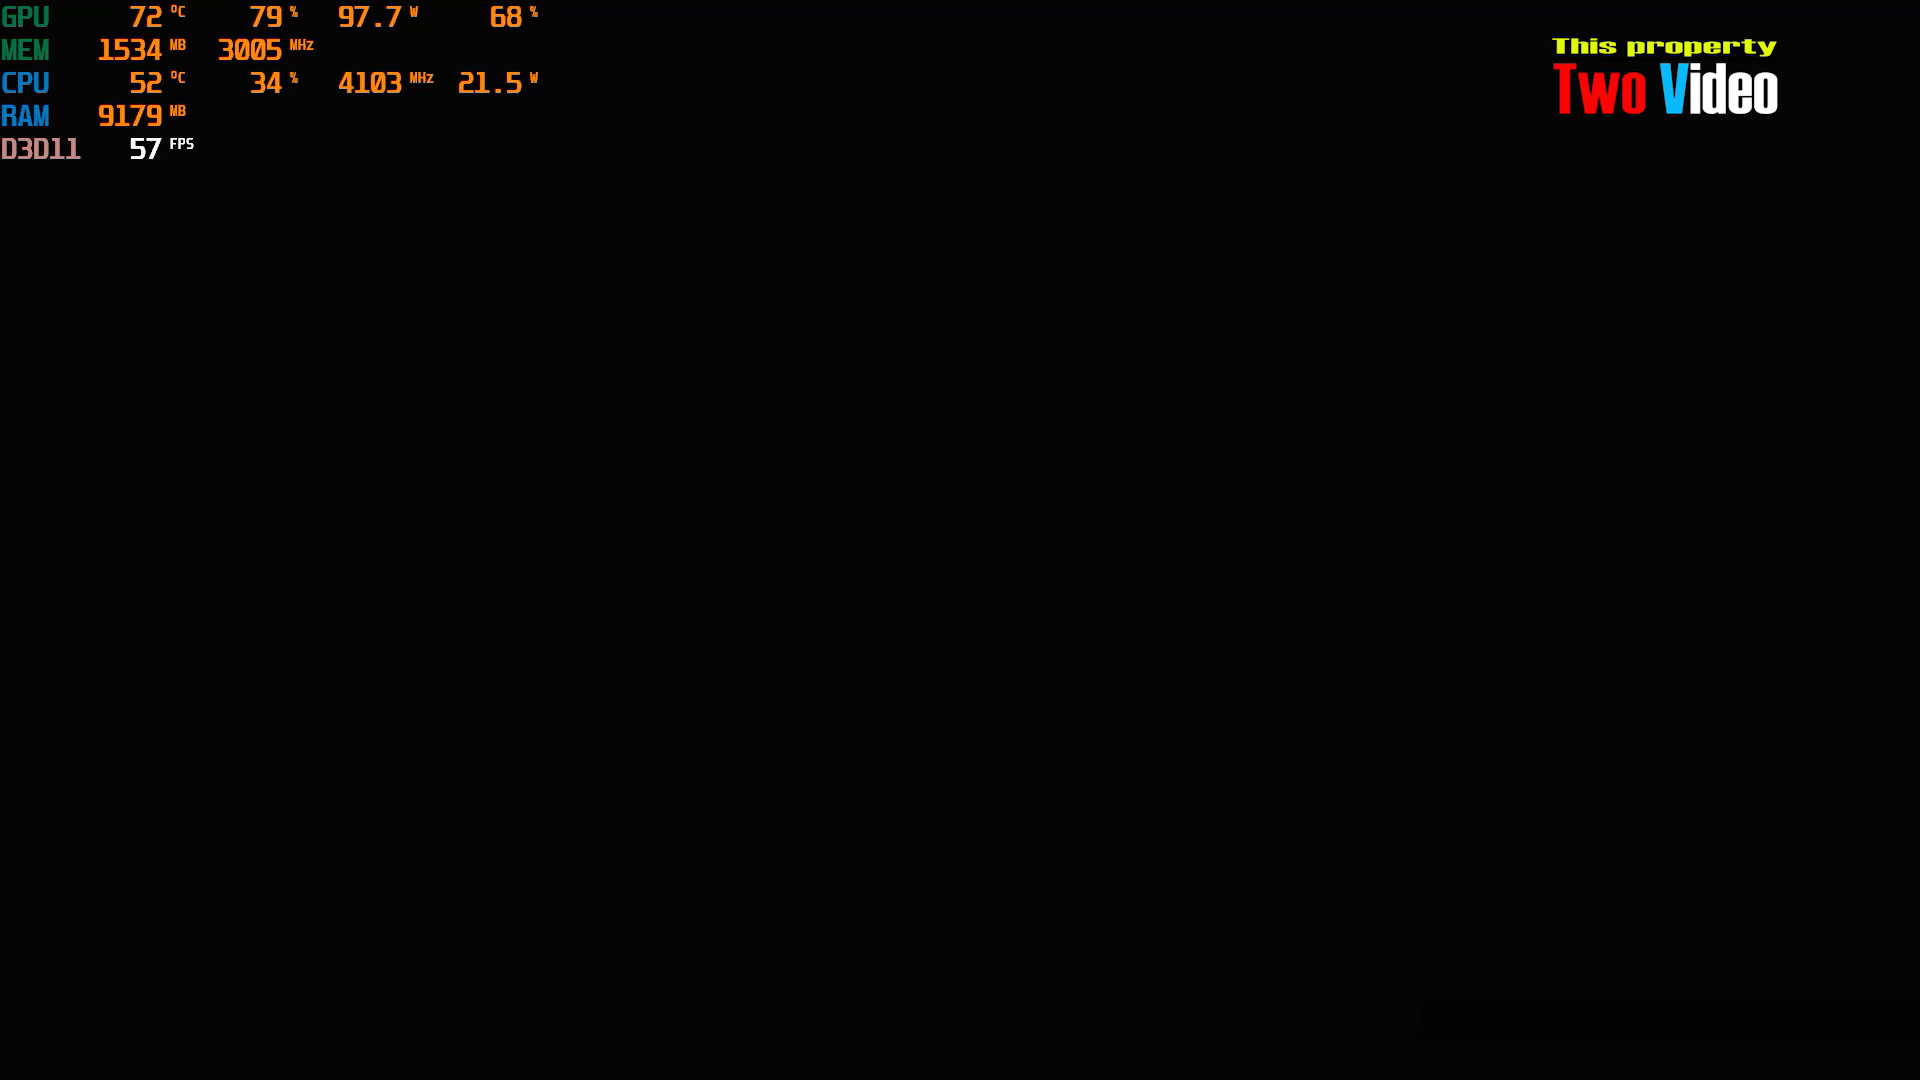 GPU 72 °C 79 % 97.7 W 68 %
MEM 1534 MB 3005 MHz
CPU 52 °C 34 % 4103 MHz 21.5 W
RAM 9179 MB
D3D11 57 FPS
This property
Two Video